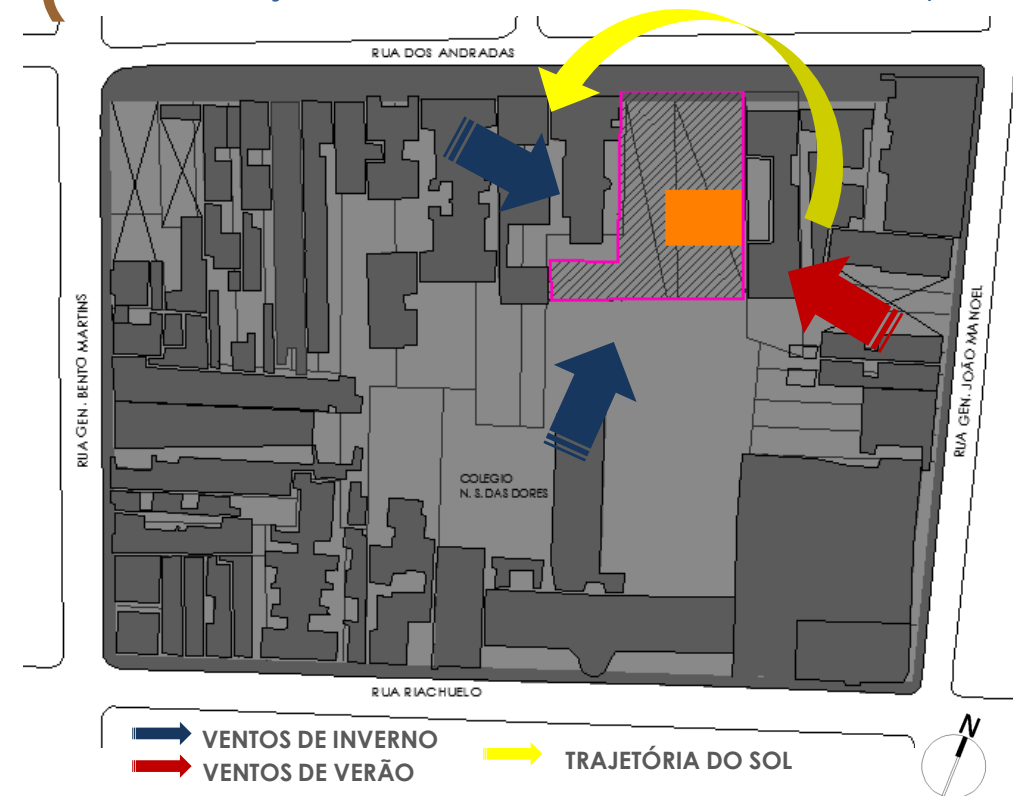 RUA DOS ANDRADAS
RUA GEN. BENTO MARTINS
RUA GEN. JOÃO MANOEL
COLEGIO
N. S. DAS DORES
RUA RIACHUELO
VENTOS DE INVERNO
VENTOS DE VERÃO
TRAJETÓRIA DO SOL
N